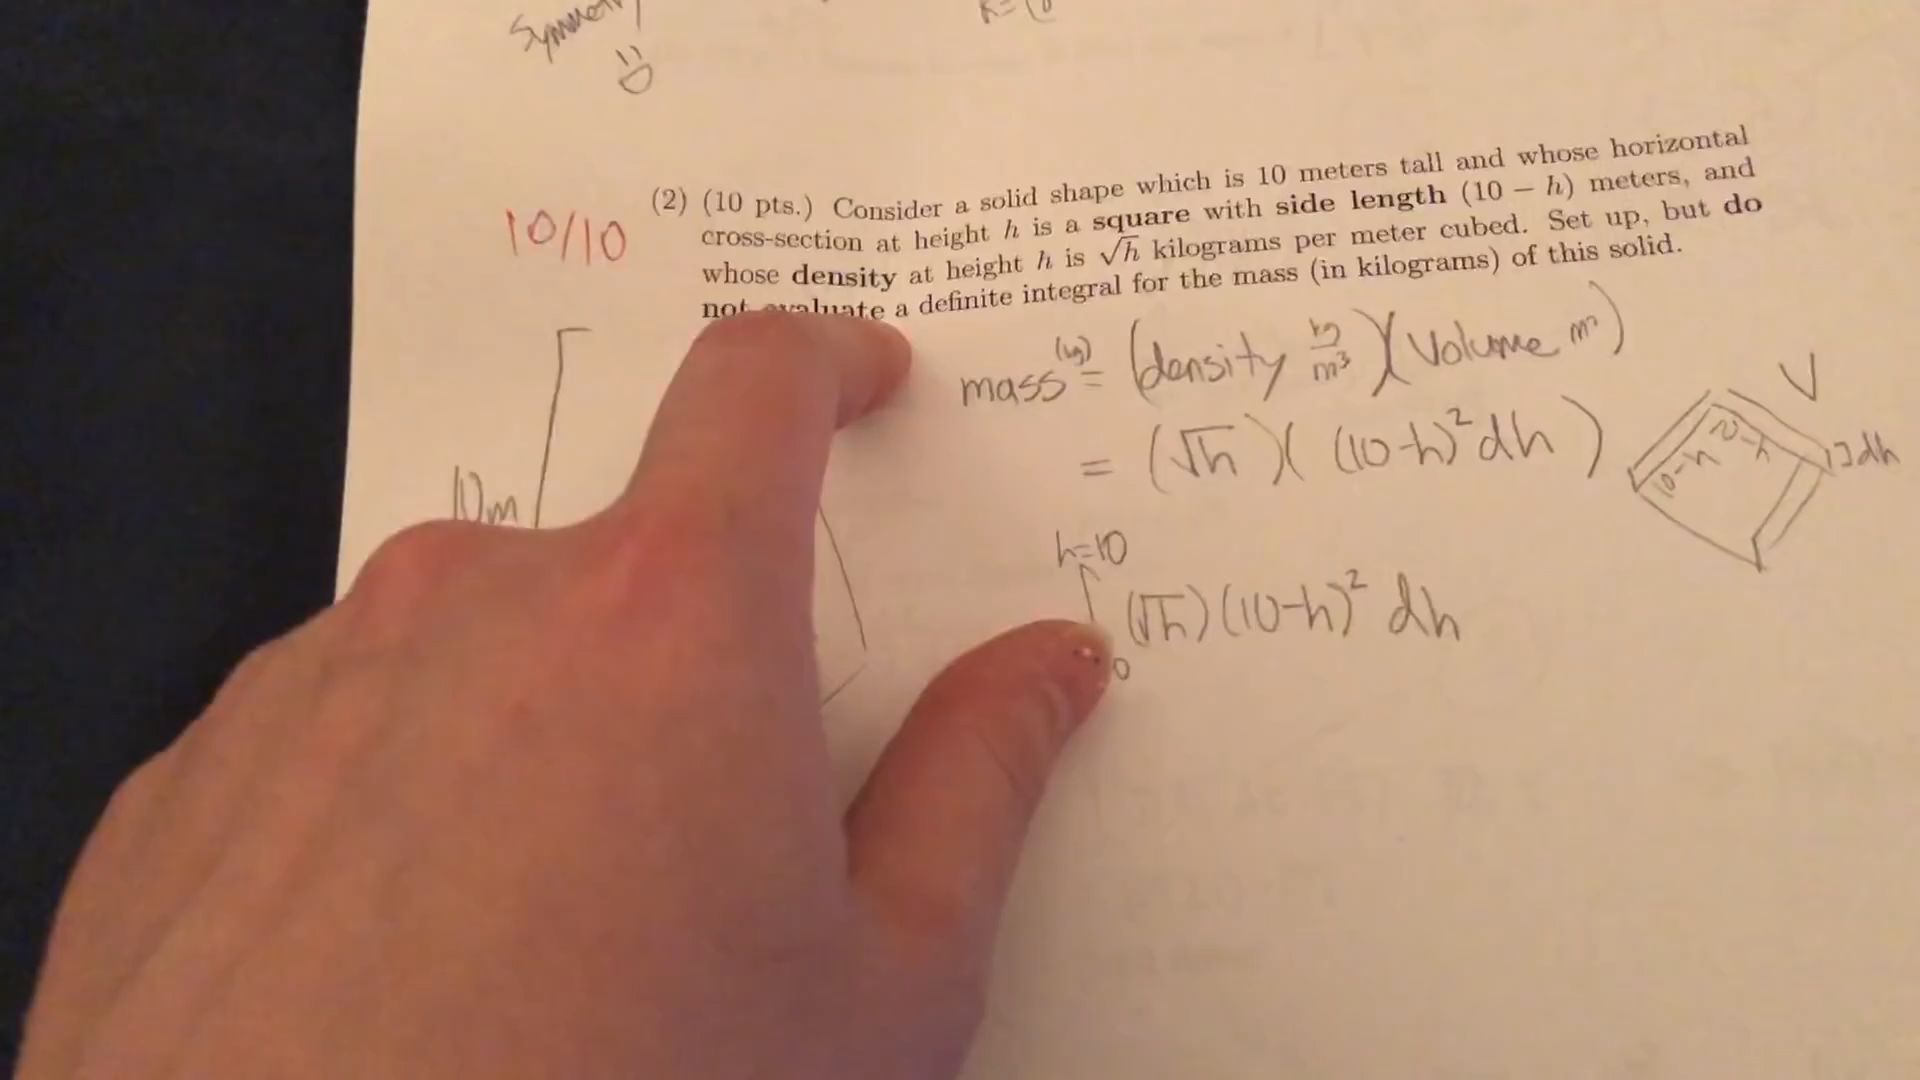 Symmetry
(2) (10 pts.) Consider a solid shape which is 10 meters tall and whose horizontal
10/10
cross-section at height h is a square with side length (10 − h) meters, and
whose density at height h is √h kilograms per meter cubed. Set up, but do
not evaluate a definite integral for the mass (in kilograms) of this solid.
mass (kg) = (density kg/m³)(Volume m³)
= (√h)((10-h)²dh)
V
10-h
10-h
dh
10m
h=10
∫ (√h)(10-h)² dh
0